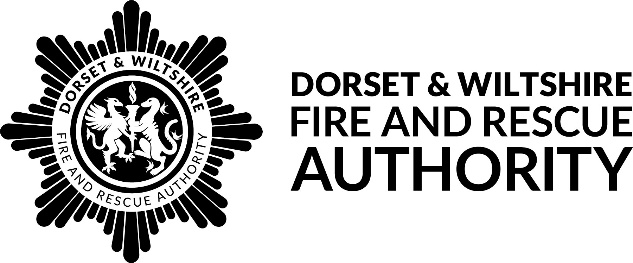 DORSET & WILTSHIRE
FIRE AND RESCUE AUTHORITY
DORSET & WILTSHIRE
FIRE AND RESCUE
AUTHORITY